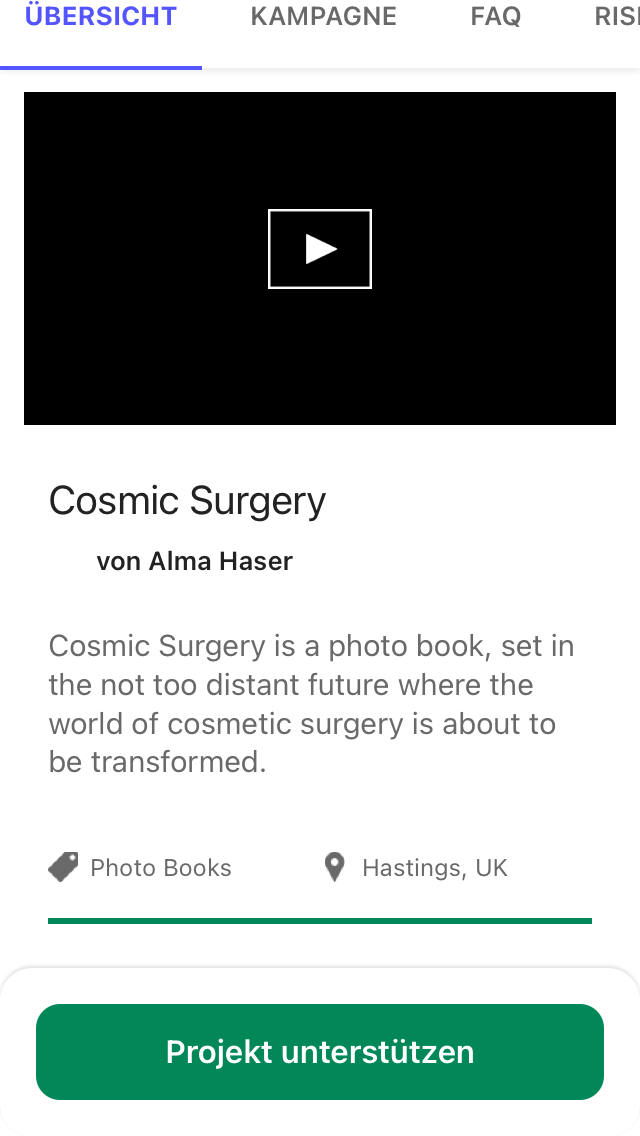 ÜBERSICHT KAMPAGNE FAQ RISI
Cosmic Surgery
von Alma Haser
Cosmic Surgery is a photo book, set in
the not too distant future where the
world of cosmetic surgery is about to
be transformed.
Photo Books Hastings, UK
Projekt unterstützen